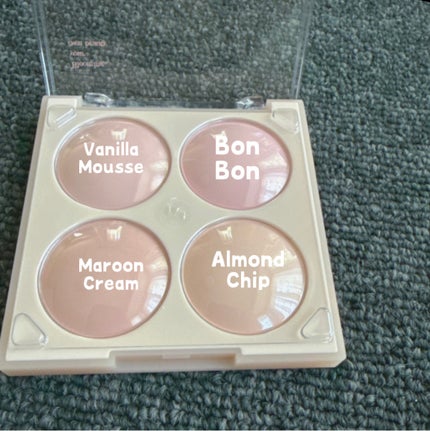 Vanilla
Mousse
Bon
Bon
Maroon
Cream
Almond
Chip